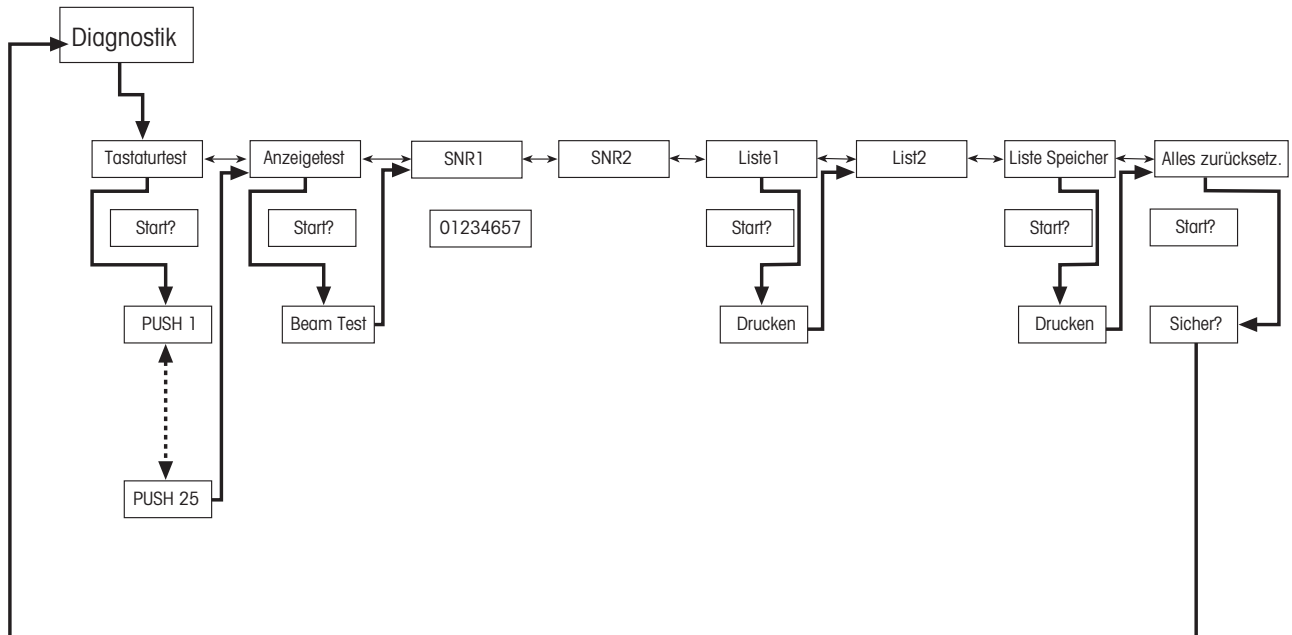 Diagnostik
Tastaturtest
Anzeigetest
SNR1
SNR2
Liste1
List2
Liste Speicher
Alles zurücksetz.
Start?
Start?
01234657
Start?
Start?
Start?
PUSH 1
Beam Test
Drucken
Drucken
Sicher?
PUSH 25